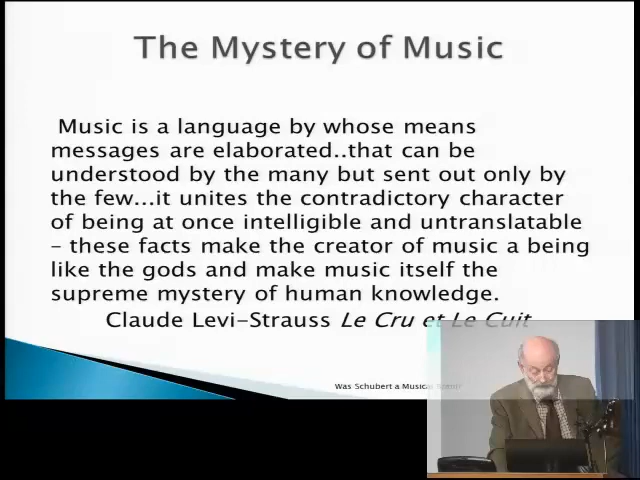 The Mystery of Music
Music is a language by whose means
messages are elaborated..that can be
understood by the many but sent out only by
the few...it unites the contradictory character
of being at once intelligible and untranslatable
– these facts make the creator of music a being
like the gods and make music itself the
supreme mystery of human knowledge.
Claude Levi-Strauss Le Cru et Le Cuit
Was Schubert a Musical